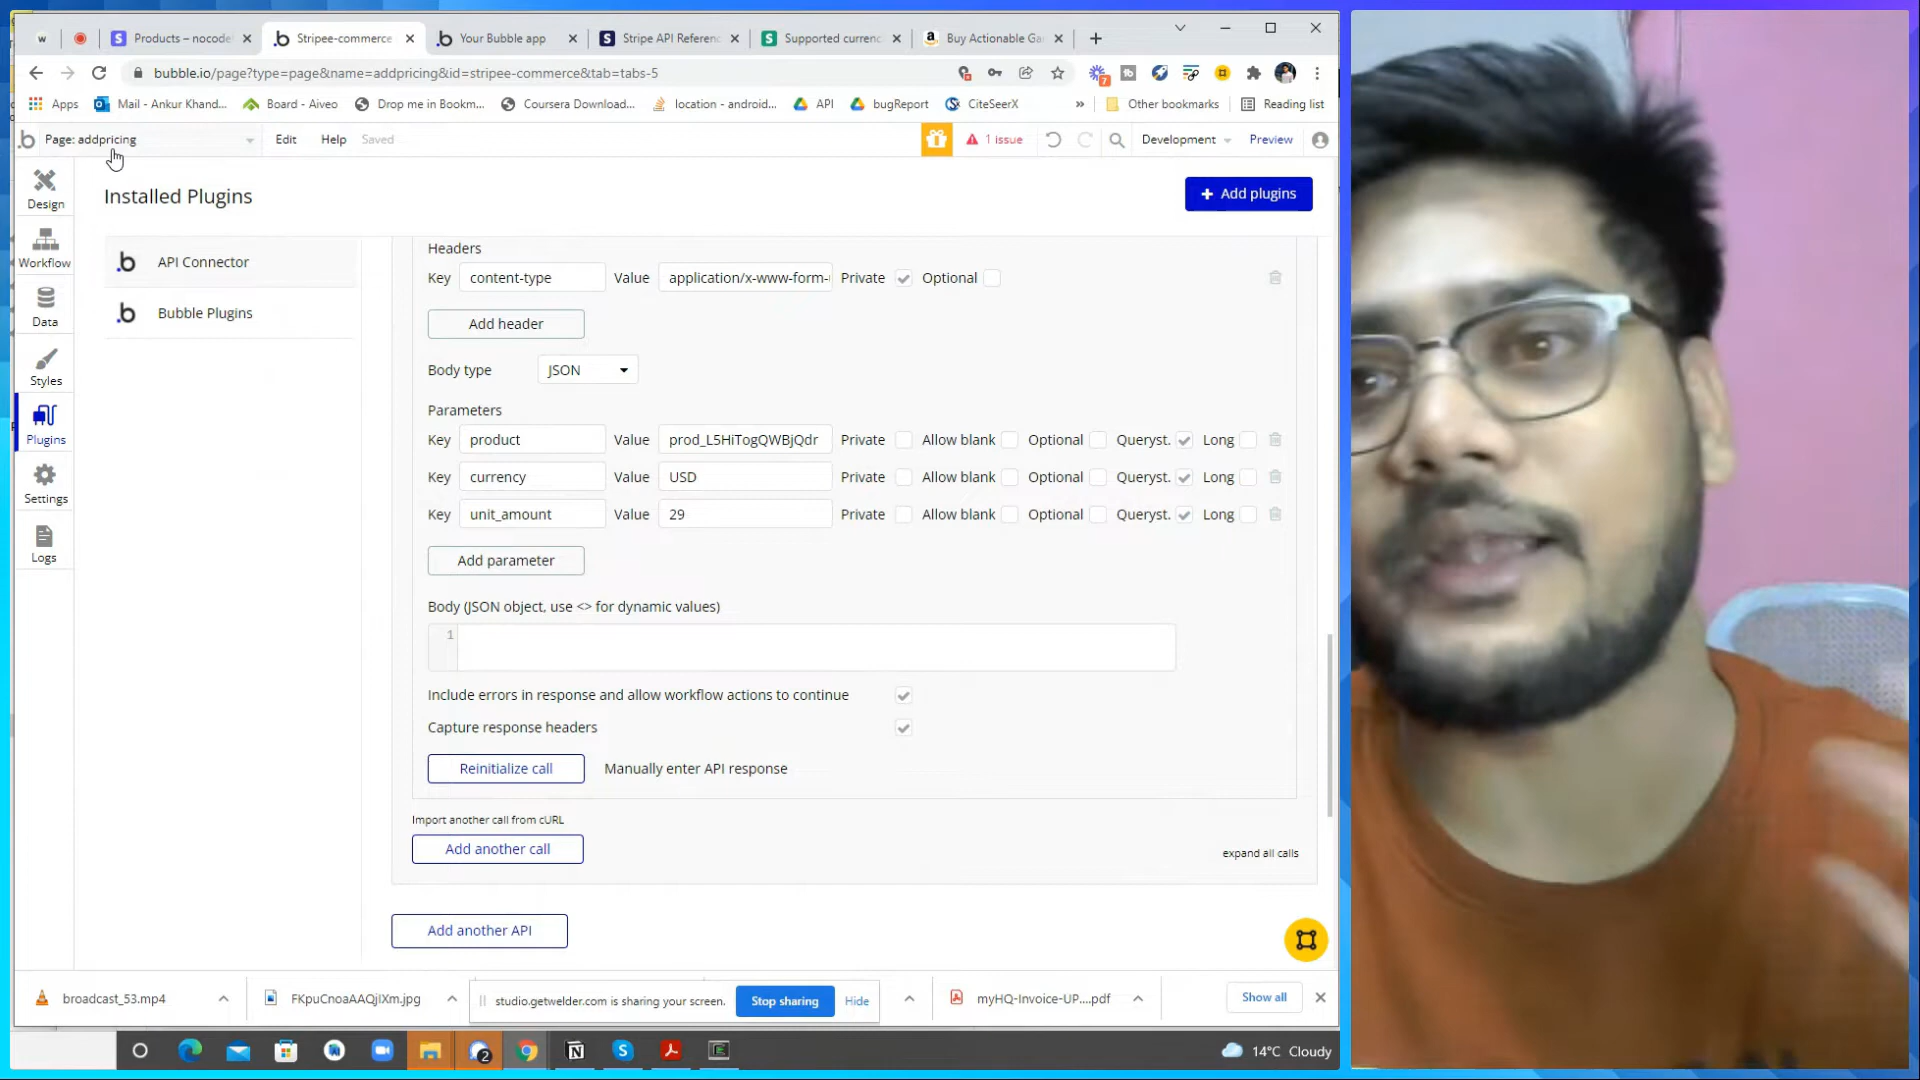 w
Products – nocode
Stripee-commerce
Your Bubble app
Stripe API Referenc
Supported currenc
Buy Actionable Ga
bubble.io/page?type=page&name=addpricing&id=stripee-commerce&tab=tabs-5
7
Apps
Mail - Ankur Khand...
Board - Aiveo
Drop me in Bookm...
Coursera Download...
location - android...
API
bugReport
CiteSeerX
»
Other bookmarks
Reading list
Page: addpricing
Edit
Help
Saved
1 issue
Development
Preview
Design
Workflow
Data
Styles
Plugins
Settings
Logs
Installed Plugins
+ Add plugins
API Connector
Bubble Plugins
Headers
Key content-type Value application/x-www-form- Private Optional
Add header
Body type JSON
Parameters
Key product Value prod_L5HiTogQWBjQdr Private Allow blank Optional Queryst. Long
Key currency Value USD Private Allow blank Optional Queryst. Long
Key unit_amount Value 29 Private Allow blank Optional Queryst. Long
Add parameter
Body (JSON object, use <> for dynamic values)
1
Include errors in response and allow workflow actions to continue
Capture response headers
Reinitialize call
Manually enter API response
Import another call from cURL
Add another call
expand all calls
Add another API
broadcast_53.mp4
FKpuCnoaAAQjIXm.jpg
studio.getwelder.com is sharing your screen.
Stop sharing
Hide
myHQ-Invoice-UP....pdf
Show all
2
14°C Cloudy